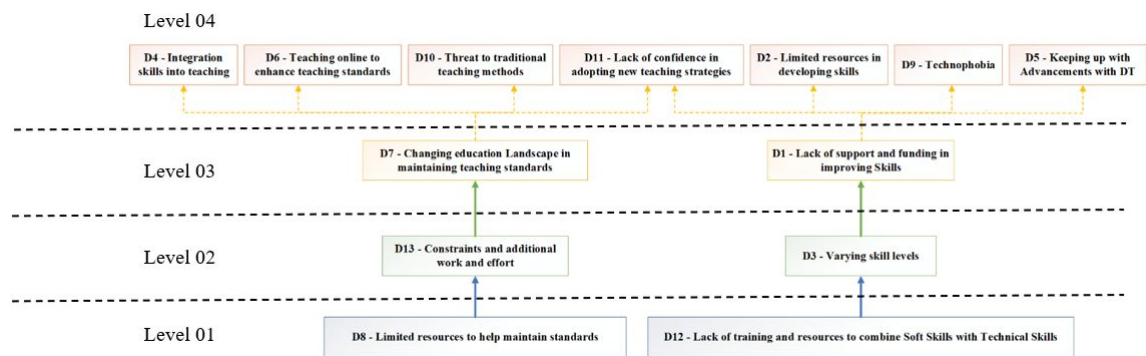 Level 04
D4 - Integration
skills into teaching
D6 - Teaching online to
enhance teaching standards
D10 - Threat to traditional
teaching methods
D11 - Lack of confidence in
adopting new teaching strategies
D2 - Limited resources in
developing skills
D9 - Technophobia
D5 - Keeping up with
Advancements with DT
Level 03
D7 - Changing education Landscape in
maintaining teaching standards
D1 - Lack of support and funding in
improving Skills
Level 02
D13 - Constraints and additional
work and effort
D3 - Varying skill levels
Level 01
D8 - Limited resources to help maintain standards
D12 - Lack of training and resources to combine Soft Skills with Technical Skills